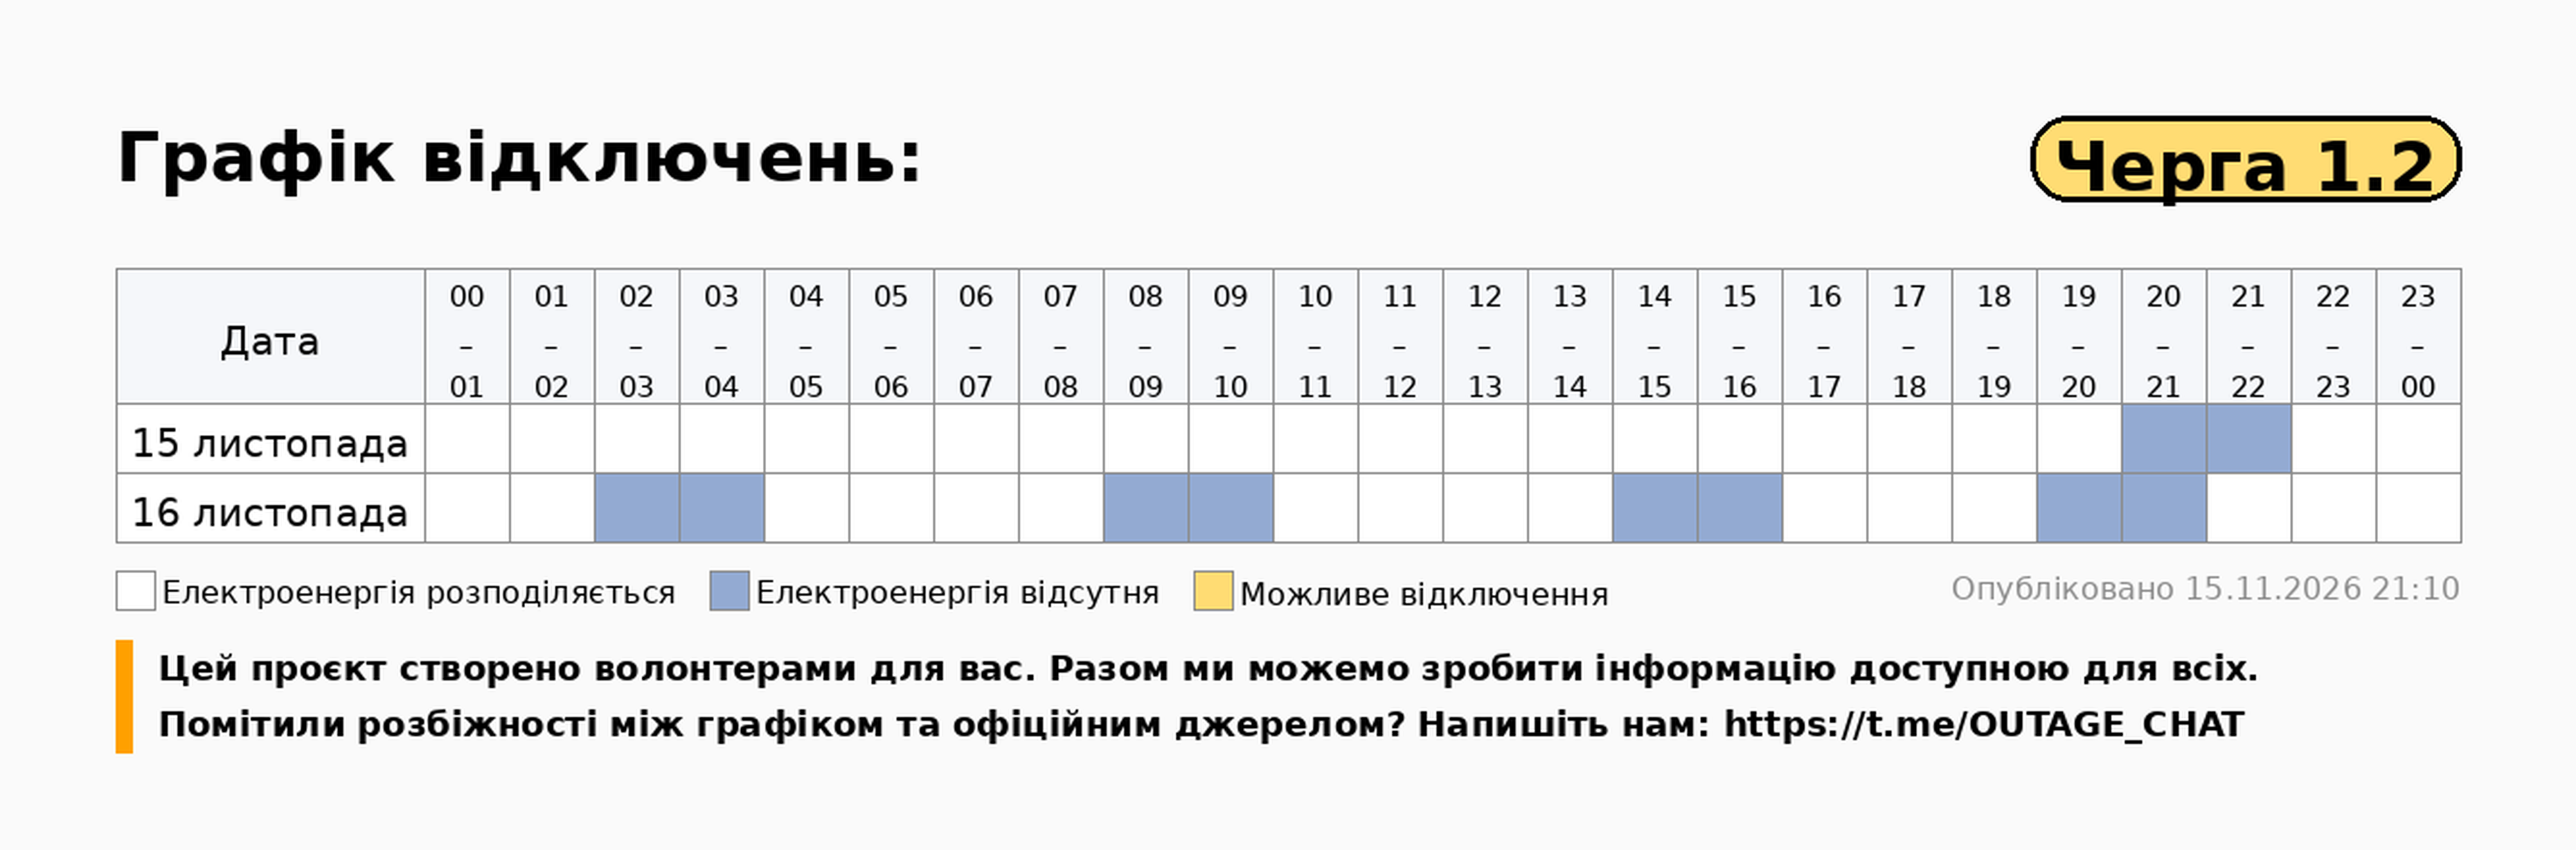 Графік відключень:
Черга 1.2
Дата 00 – 01 01 – 02 02 – 03 03 – 04 04 – 05 05 – 06 06 – 07 07 – 08 08 – 09 09 – 10 10 – 11 11 – 12 12 – 13 13 – 14 14 – 15 15 – 16 16 – 17 17 – 18 18 – 19 19 – 20 20 – 21 21 – 22 22 – 23 23 – 00
15 листопада
16 листопада
Електроенергія розподіляється Електроенергія відсутня Можливе відключення Опубліковано 15.11.2026 21:10
Цей проєкт створено волонтерами для вас. Разом ми можемо зробити інформацію доступною для всіх.
Помітили розбіжності між графіком та офіційним джерелом? Напишіть нам: https://t.me/OUTAGE_CHAT